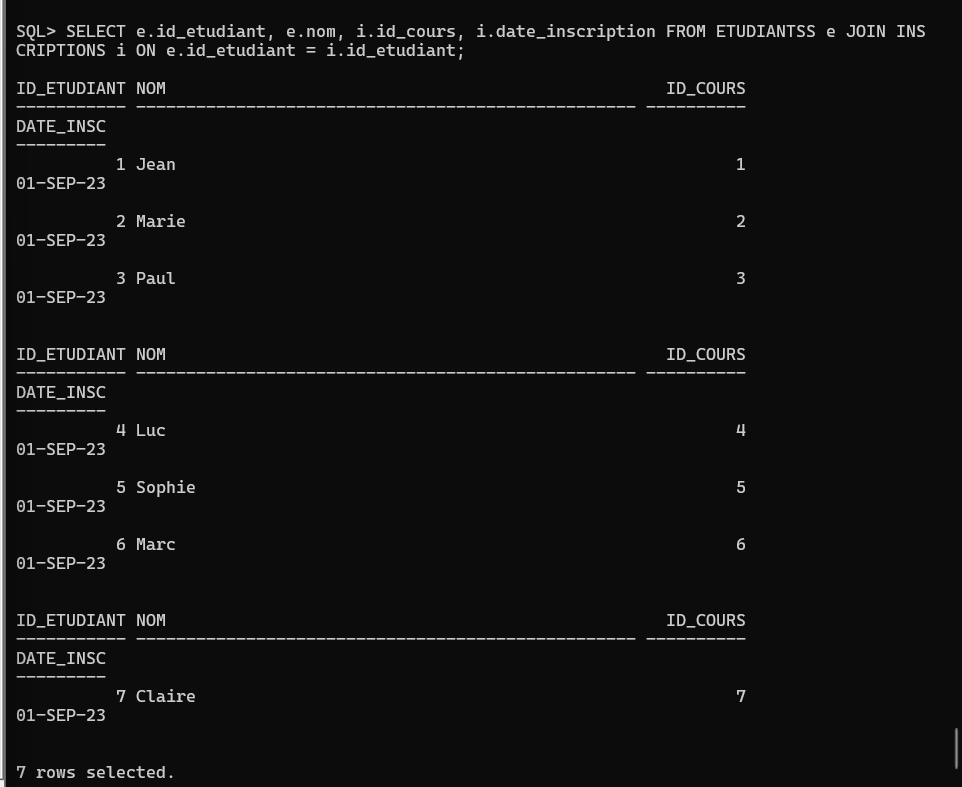 SQL> SELECT e.id_etudiant, e.nom, i.id_cours, i.date_inscription FROM ETUDIANTSS e JOIN INS
CRIPTIONS i ON e.id_etudiant = i.id_etudiant;
ID_ETUDIANT NOM                                                ID_COURS
----------- -------------------------------------------------- ----------
DATE_INSC
---------
          1 Jean                                                        1
01-SEP-23
          2 Marie                                                       2
01-SEP-23
          3 Paul                                                        3
01-SEP-23
ID_ETUDIANT NOM                                                ID_COURS
----------- -------------------------------------------------- ----------
DATE_INSC
---------
          4 Luc                                                         4
01-SEP-23
          5 Sophie                                                      5
01-SEP-23
          6 Marc                                                        6
01-SEP-23
ID_ETUDIANT NOM                                                ID_COURS
----------- -------------------------------------------------- ----------
DATE_INSC
---------
          7 Claire                                                      7
01-SEP-23
7 rows selected.